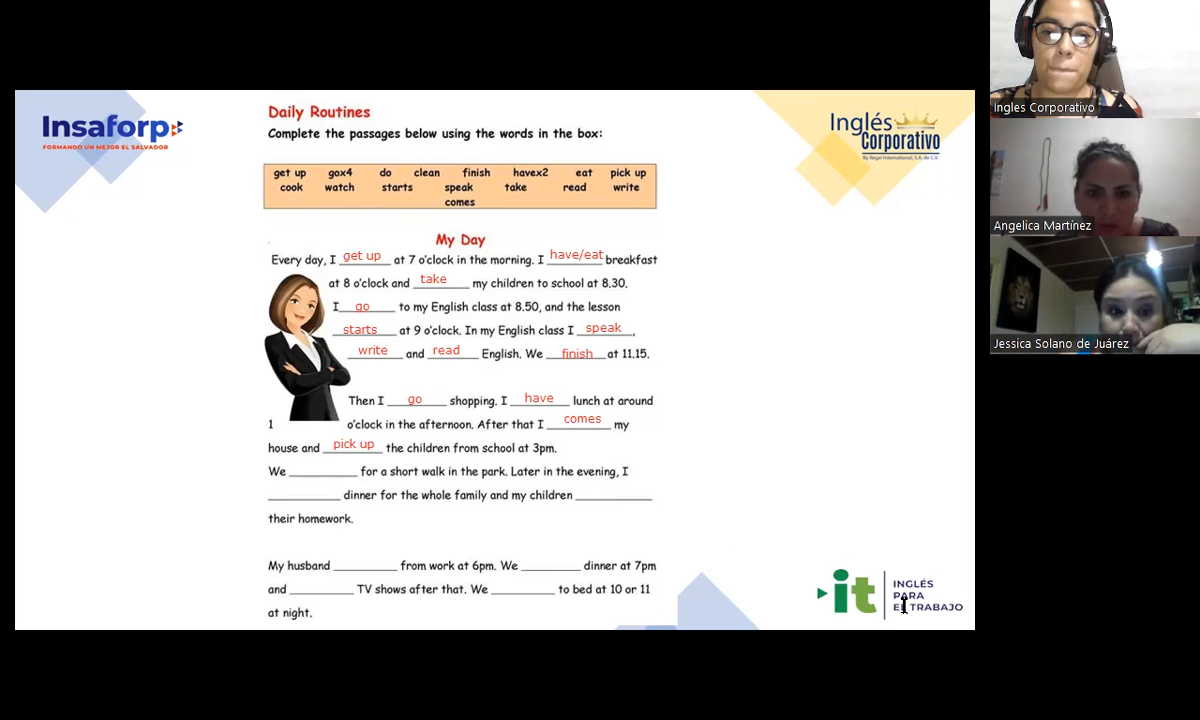 Insaforp
FORMANDO UN MEJOR EL SALVADOR
Inglés
Corporativo
By Regal International, S.A. de C.V.
Daily Routines
Complete the passages below using the words in the box:
get up gox4 do clean finish havex2 eat pick up
cook watch starts speak take read write
comes
My Day
Every day, I get up at 7 o'clock in the morning. I have/eat breakfast
at 8 o'clock and take my children to school at 8.30.
I go to my English class at 8.50, and the lesson
starts at 9 o'clock. In my English class I speak,
write and read English. We finish at 11.15.
Then I go shopping. I have lunch at around
1 o'clock in the afternoon. After that I comes my
house and pick up the children from school at 3pm.
We ____________ for a short walk in the park. Later in the evening, I
____________ dinner for the whole family and my children ____________
their homework.
My husband ____________ from work at 6pm. We ____________ dinner at 7pm
and ____________ TV shows after that. We ____________ to bed at 10 or 11
at night.
it
INGLÉS
PARA
EL TRABAJO
Ingles Corporativo
Angelica Martínez
Jessica Solano de Juárez